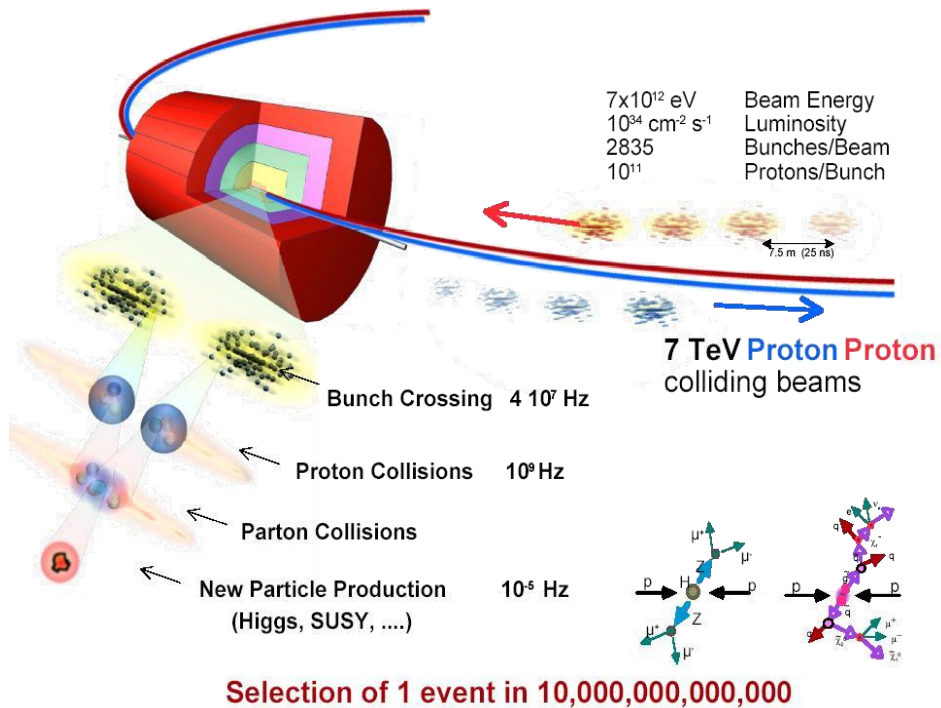 7x10¹² eV Beam Energy
10³⁴ cm⁻² s⁻¹ Luminosity
2835 Bunches/Beam
10¹¹ Protons/Bunch
7.5 m (25 ns)
7 TeV Proton Proton
colliding beams
Bunch Crossing 4 10⁷ Hz
Proton Collisions 10⁹ Hz
Parton Collisions
New Particle Production 10⁻⁵ Hz
(Higgs, SUSY, ....)
μ⁺
μ⁻
Z
p H p
Z
μ⁺
μ⁻
e
q
q
p p
q
μ⁺
μ⁻
Selection of 1 event in 10,000,000,000,000